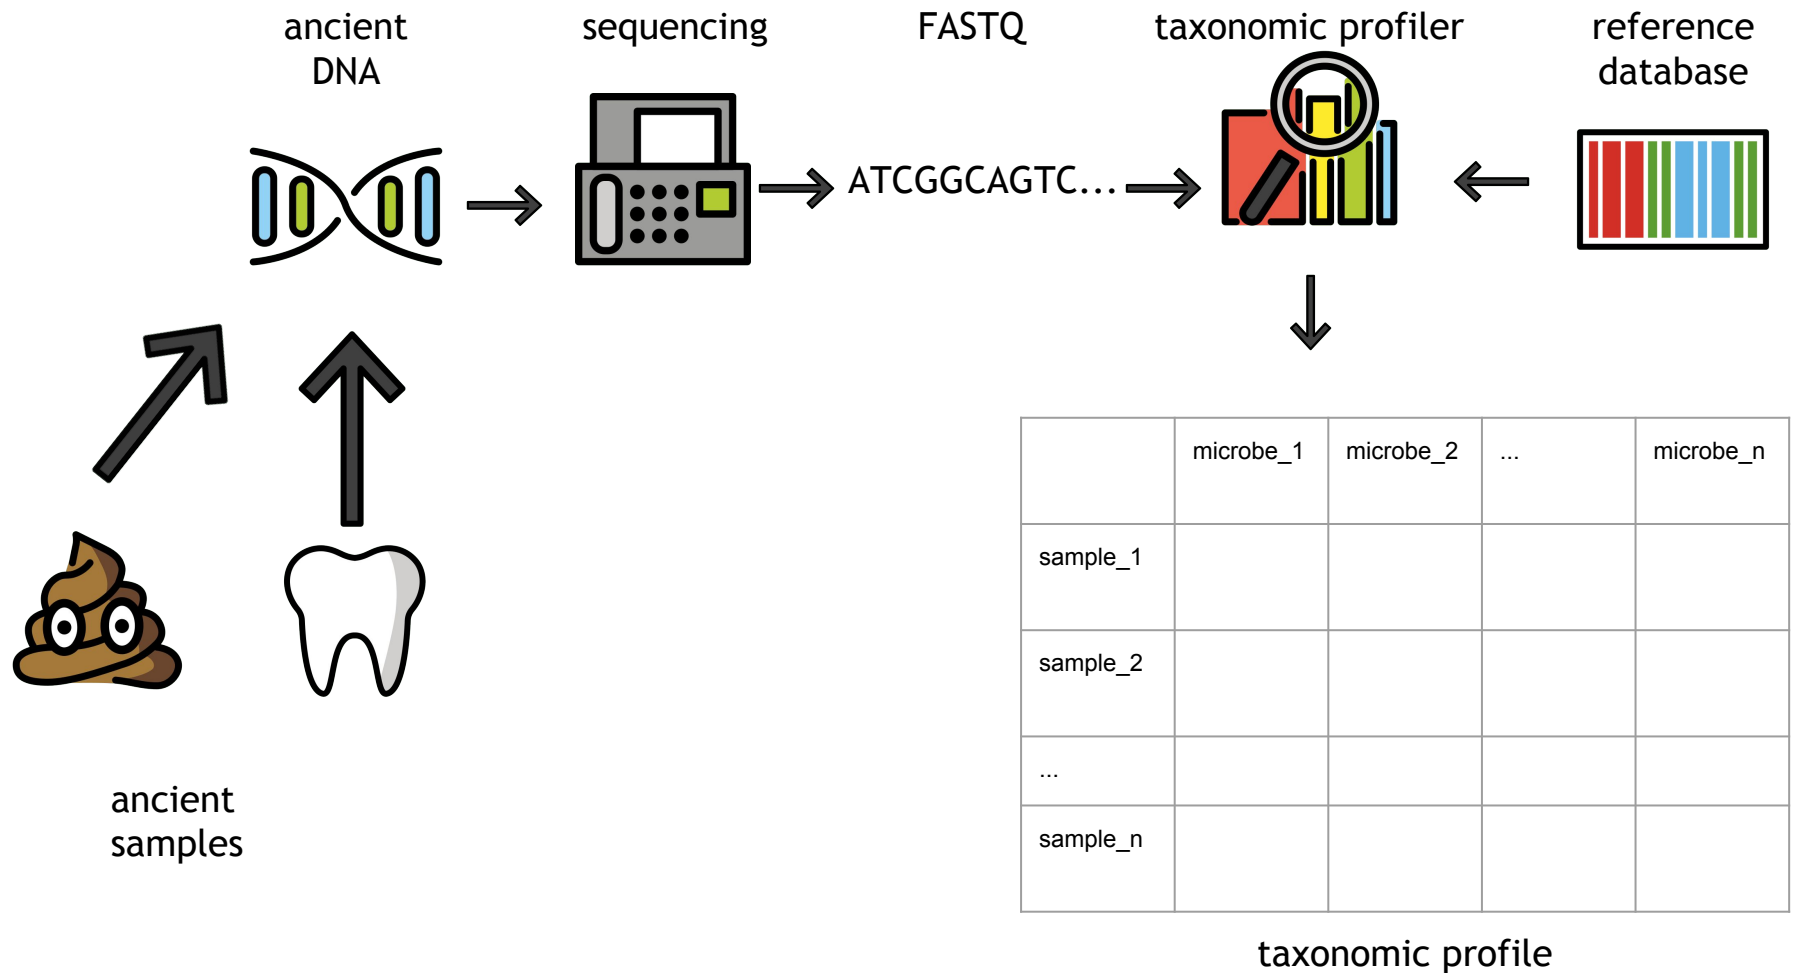 ancient
DNA
sequencing
FASTQ
taxonomic profiler
reference
database
ATCGGCAGTC...
microbe_1 microbe_2 ... microbe_n
sample_1
sample_2
...
sample_n
ancient
samples
taxonomic profile